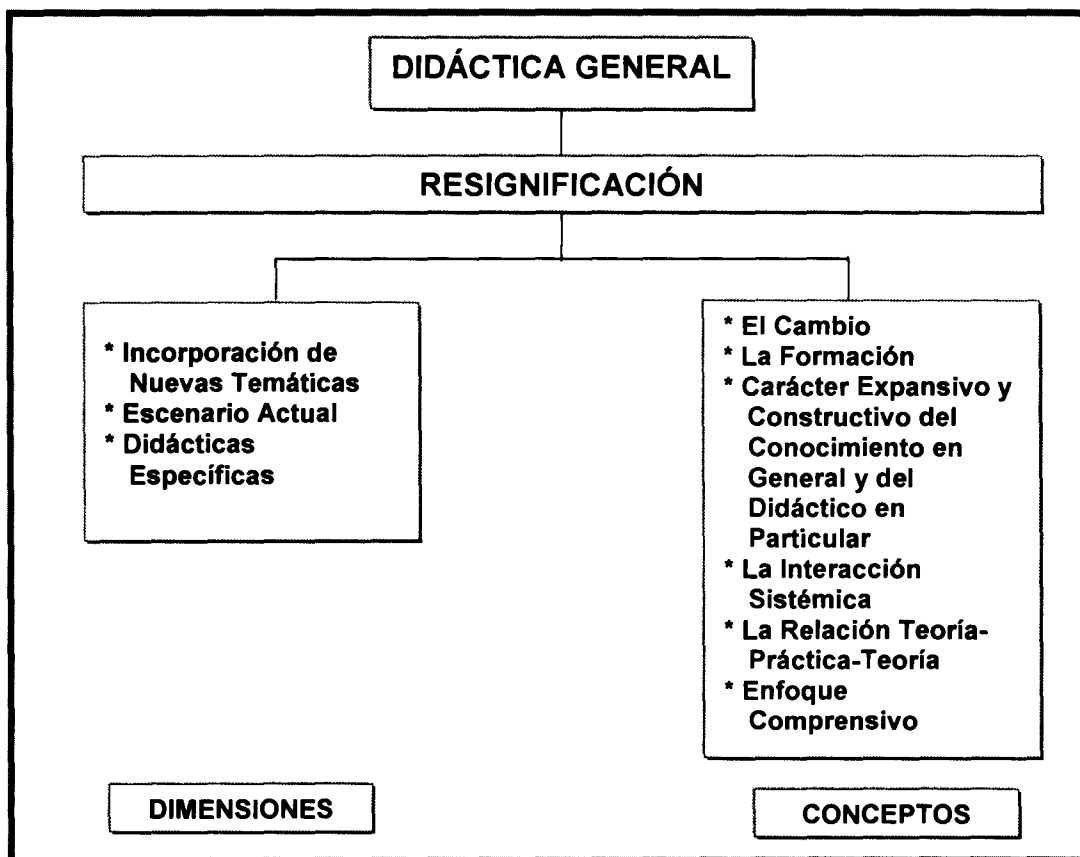 DIDÁCTICA GENERAL
RESIGNIFICACIÓN
* Incorporación de
Nuevas Temáticas
* Escenario Actual
* Didácticas
Específicas
* El Cambio
* La Formación
* Carácter Expansivo y
Constructivo del
Conocimiento en
General y del
Didáctico en
Particular
* La Interacción
Sistémica
* La Relación Teoría-
Práctica-Teoría
* Enfoque
Comprensivo
DIMENSIONES
CONCEPTOS